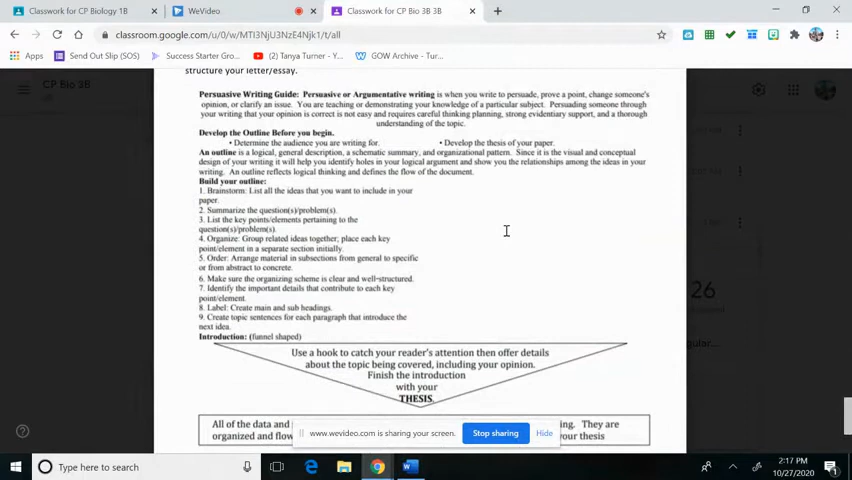 Classwork for CP Biology 1B
WeVideo
Classwork for CP Bio 3B 3B
classroom.google.com/u/0/w/MTI3NjU3NzE4Njk1/t/all
Apps
Send Out Slip (SOS)
Success Starter Gro...
(2) Tanya Turner - Y...
GOW Archive - Tur...
CP Bio 3B
structure your letter/essay.
Persuasive Writing Guide: Persuasive or Argumentative writing is when you write to persuade, prove a point, change someone's
opinion, or clarify an issue. You are teaching or demonstrating your knowledge of a particular subject. Persuading someone through
your writing that your opinion is correct is not easy and requires careful thinking planning, strong evidentiary support, and a thorough
understanding of the topic.
Develop the Outline Before you begin.
• Determine the audience you are writing for.
• Develop the thesis of your paper.
An outline is a logical, general description, a schematic summary, and organizational pattern. Since it is the visual and conceptual
design of your writing it will help you identify holes in your logical argument and show you the relationships among the ideas in your
writing. An outline reflects logical thinking and defines the flow of the document.
Build your outline:
1. Brainstorm: List all the ideas that you want to include in your
paper.
2. Summarize the question(s)/problem(s).
3. List the key points/elements pertaining to the
question(s)/problem(s).
4. Organize: Group related ideas together; place each key
point/element in a separate section initially.
5. Order: Arrange material in subsections from general to specific
or from abstract to concrete.
6. Make sure the organizing scheme is clear and well-structured.
7. Identify the important details that contribute to each key
point/element.
8. Label: Create main and sub headings.
9. Create topic sentences for each paragraph that introduce the
next idea.
26
ular...
Introduction: (funnel shaped)
Use a hook to catch your reader's attention then offer details
about the topic being covered, including your opinion.
Finish the introduction
with your
THESIS.
All of the data and
ing. They are
organized and flow
your thesis
www.wevideo.com is sharing your screen.
Stop sharing
Hide
Type here to search
2:17 PM
10/27/2020